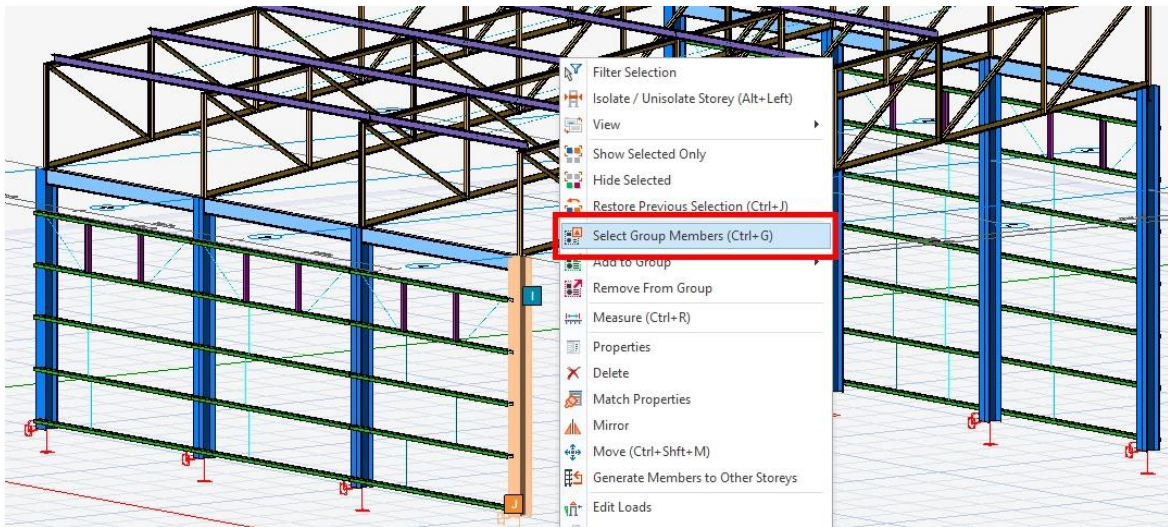 Filter Selection
Isolate / Unisolate Storey (Alt+Left)
View
Show Selected Only
Hide Selected
Restore Previous Selection (Ctrl+J)
Select Group Members (Ctrl+G)
Add to Group
Remove From Group
I
Measure (Ctrl+R)
Properties
Delete
Match Properties
Mirror
Move (Ctrl+Shft+M)
Generate Members to Other Storeys
J
Edit Loads